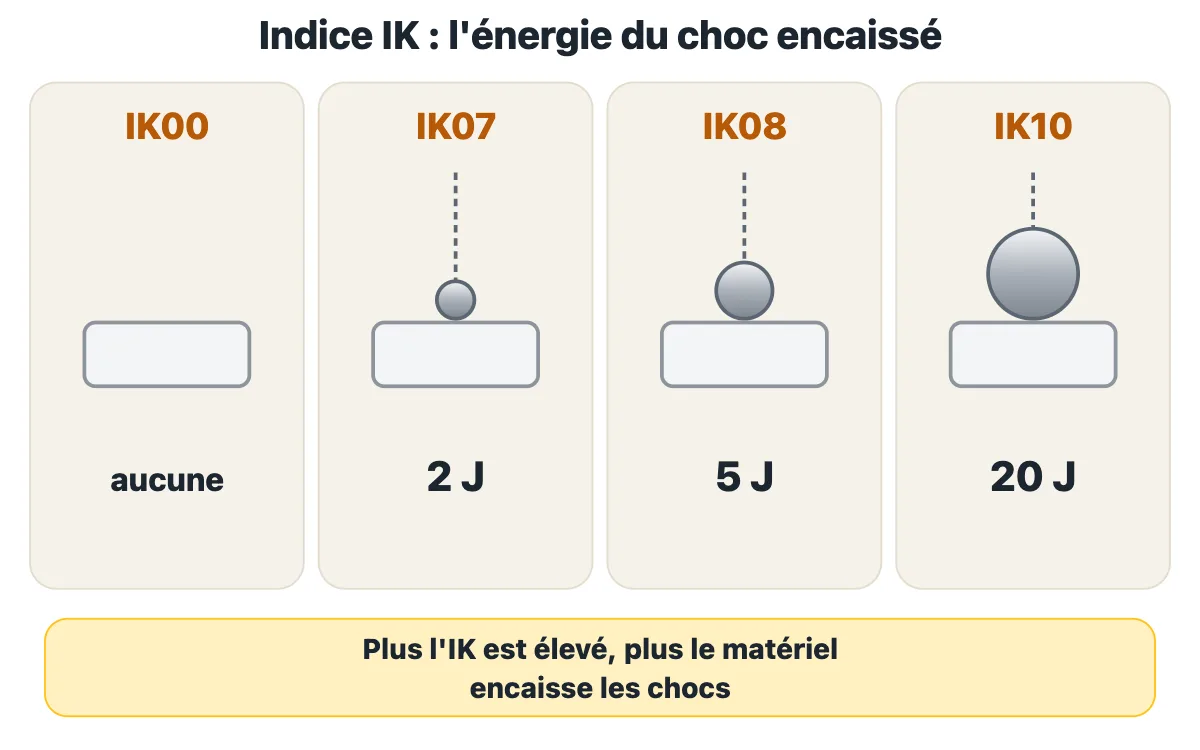 Indice IK : l'énergie du choc encaissé
IK00
IK07
IK08
IK10
aucune
2 J
5 J
20 J
Plus l'IK est élevé, plus le matériel
encaisse les chocs